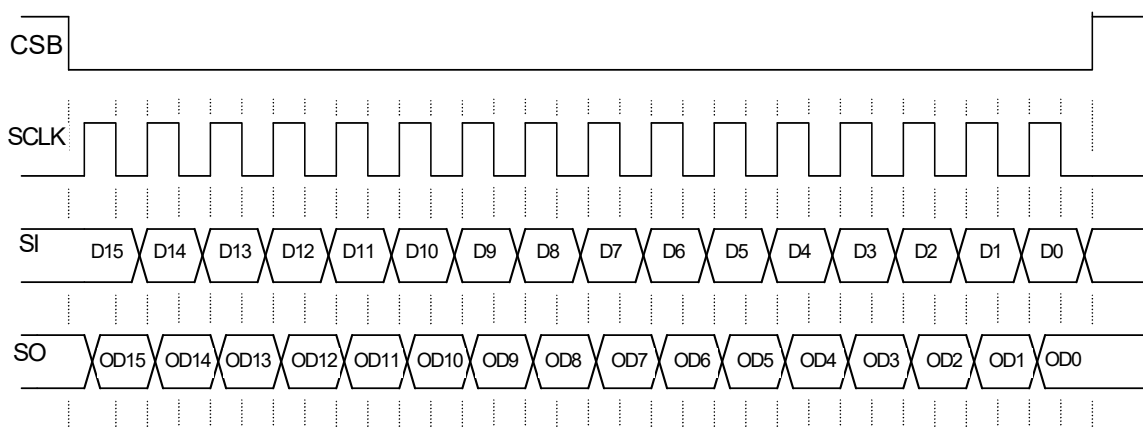 CSB
SCLK
SI D15 D14 D13 D12 D11 D10 D9 D8 D7 D6 D5 D4 D3 D2 D1 D0
SO OD15 OD14 OD13 OD12 OD11 OD10 OD9 OD8 OD7 OD6 OD5 OD4 OD3 OD2 OD1 OD0